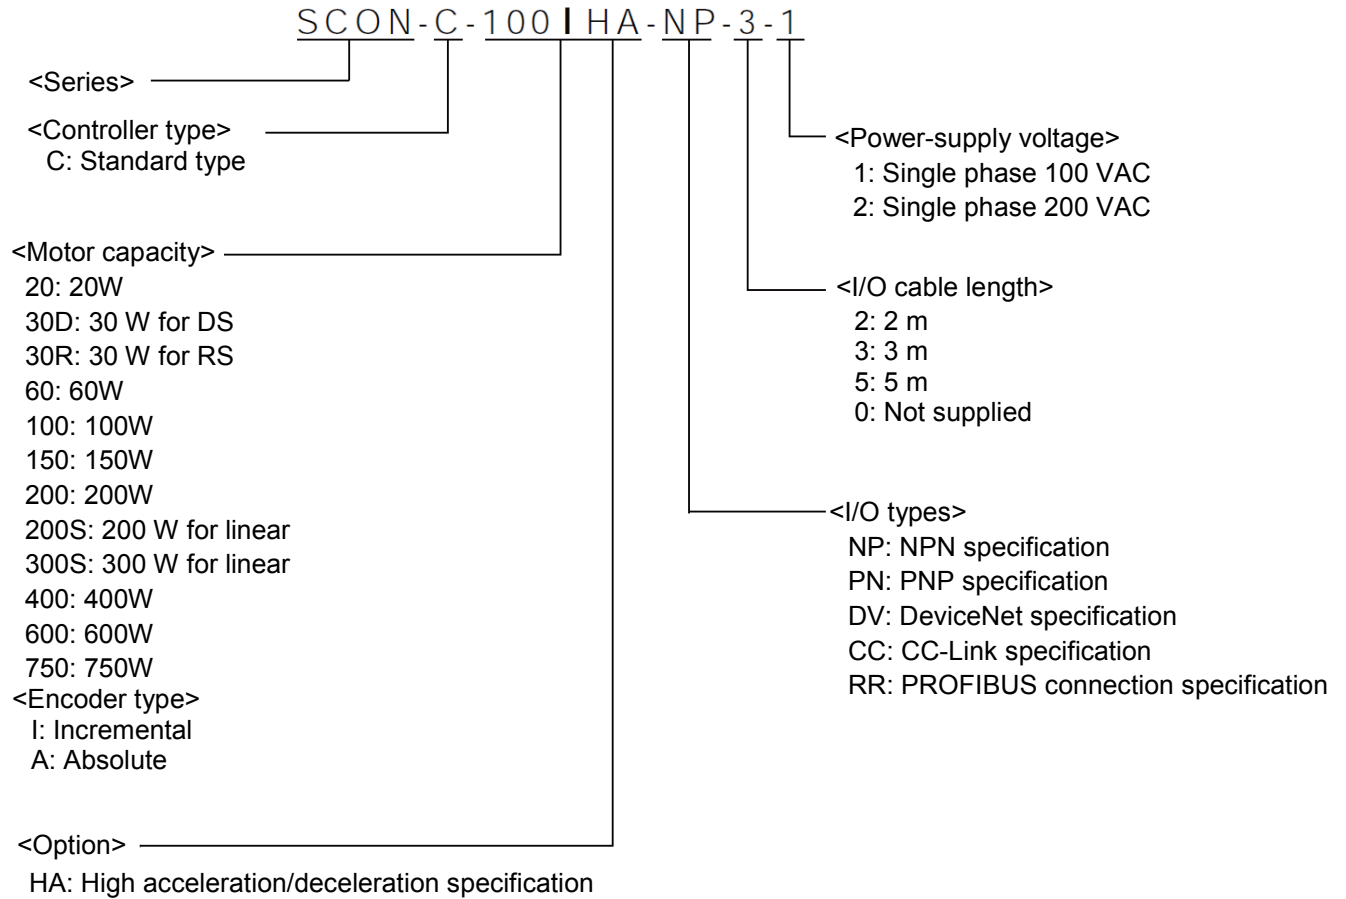 SCON-C-100IHA-NP-3-1
<Series>
<Controller type>
C: Standard type
<Motor capacity>
20: 20W
30D: 30 W for DS
30R: 30 W for RS
60: 60W
100: 100W
150: 150W
200: 200W
200S: 200 W for linear
300S: 300 W for linear
400: 400W
600: 600W
750: 750W
<Encoder type>
I: Incremental
A: Absolute
<Option>
HA: High acceleration/deceleration specification
<Power-supply voltage>
1: Single phase 100 VAC
2: Single phase 200 VAC
<I/O cable length>
2: 2 m
3: 3 m
5: 5 m
0: Not supplied
<I/O types>
NP: NPN specification
PN: PNP specification
DV: DeviceNet specification
CC: CC-Link specification
RR: PROFIBUS connection specification